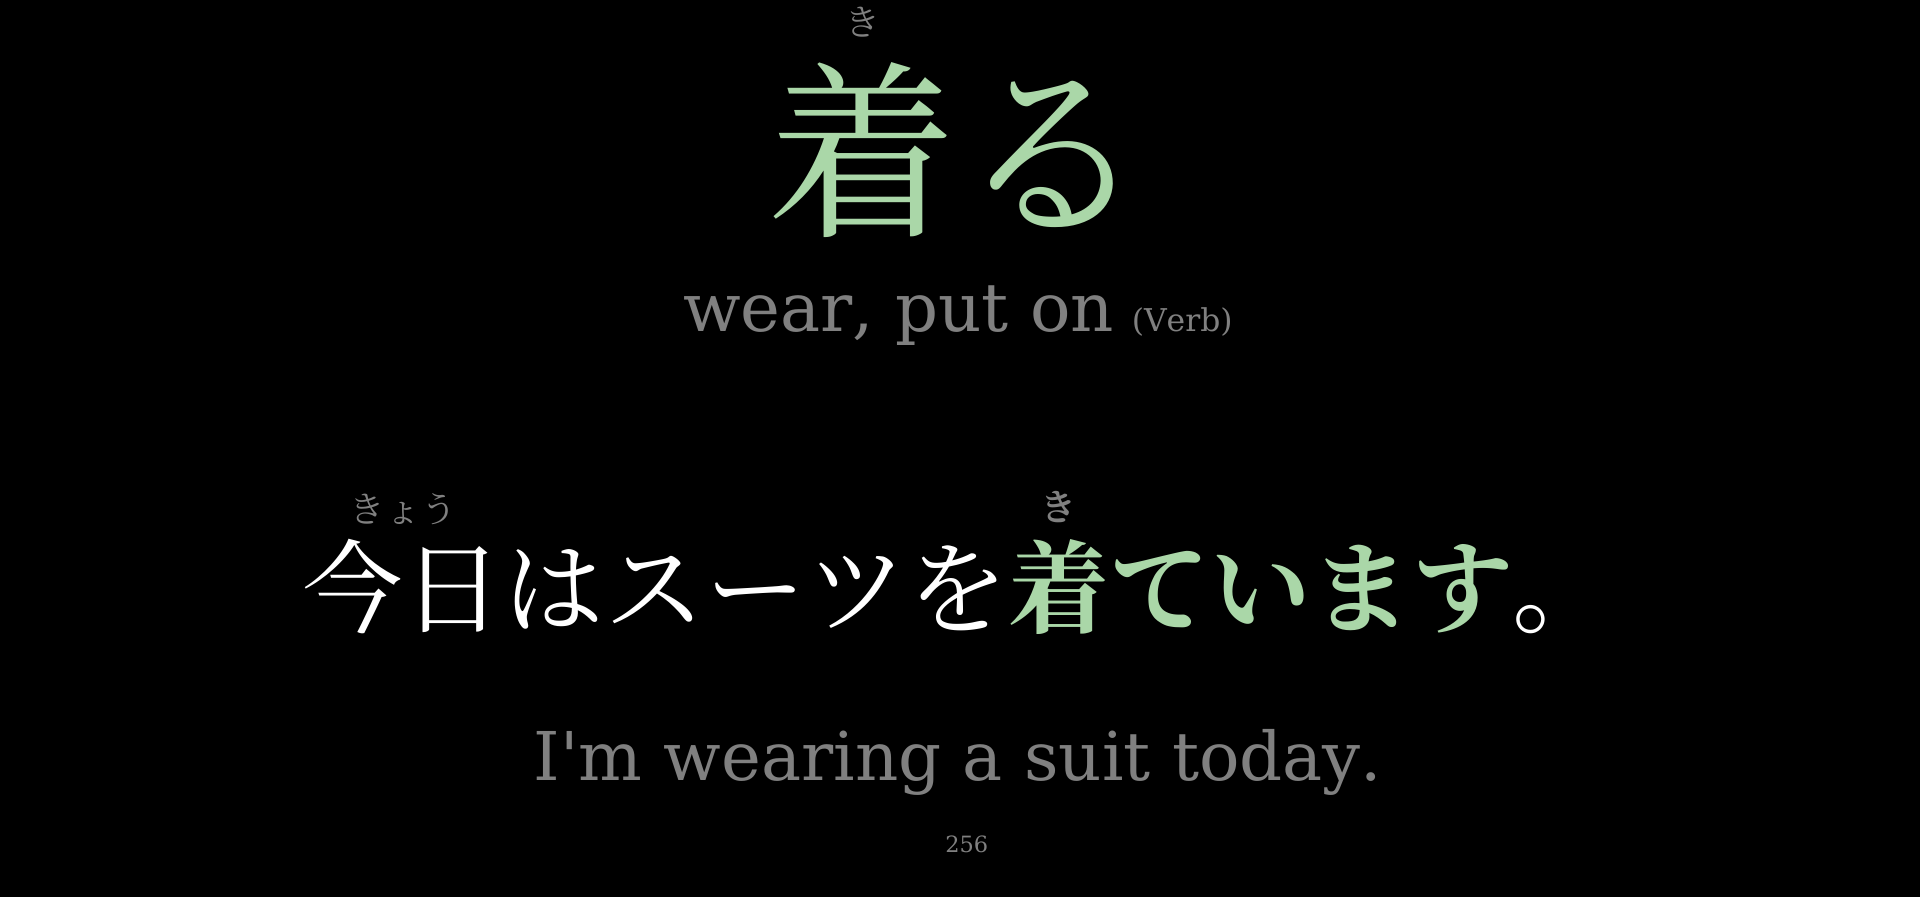 き
着る
wear, put on (Verb)
きょう き
今日はスーツを着ています。
I'm wearing a suit today.
256